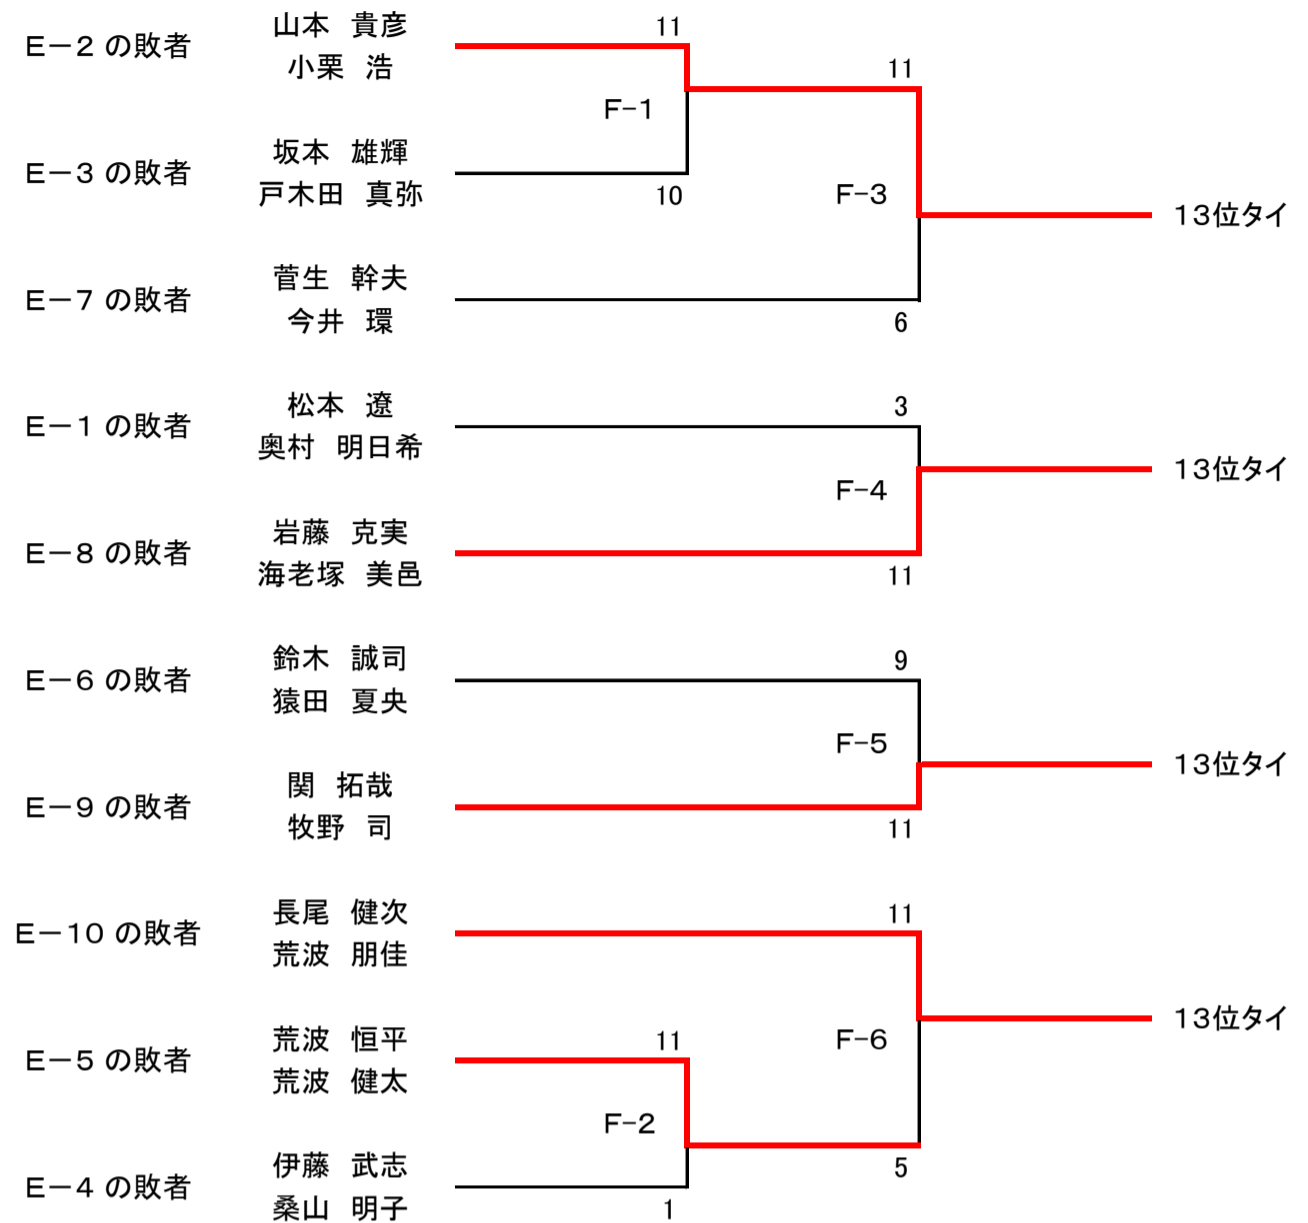 山本 貴彦
E－2 の敗者
小栗 浩
11
11
F-1
坂本 雄輝
E－3 の敗者
戸木田 真弥
10
F-3
13位タイ
菅生 幹夫
E－7 の敗者
今井 環
6
松本 遼
E－1 の敗者
奥村 明日希
3
F-4
13位タイ
岩藤 克実
E－8 の敗者
海老塚 美邑
11
鈴木 誠司
E－6 の敗者
猿田 夏央
9
F-5
13位タイ
関 拓哉
E－9 の敗者
牧野 司
11
長尾 健次
E－10 の敗者
荒波 朋佳
11
F-6
13位タイ
荒波 恒平
E－5 の敗者
荒波 健太
11
F-2
5
伊藤 武志
E－4 の敗者
桑山 明子
1